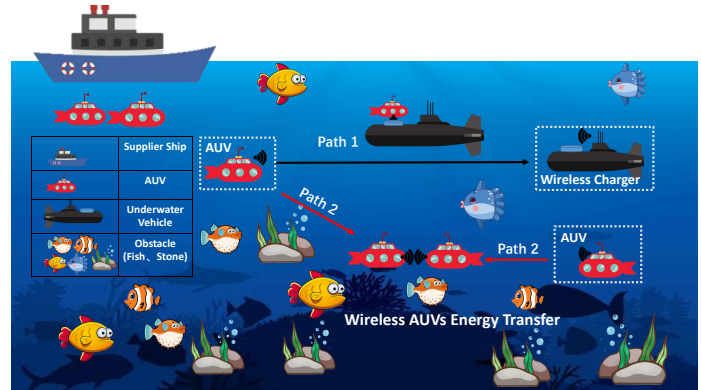 Supplier Ship
AUV
Underwater
Vehicle
Obstacle
(Fish、Stone)
AUV
Path 1
Wireless Charger
Path 2
AUV
Path 2
Wireless AUVs Energy Transfer